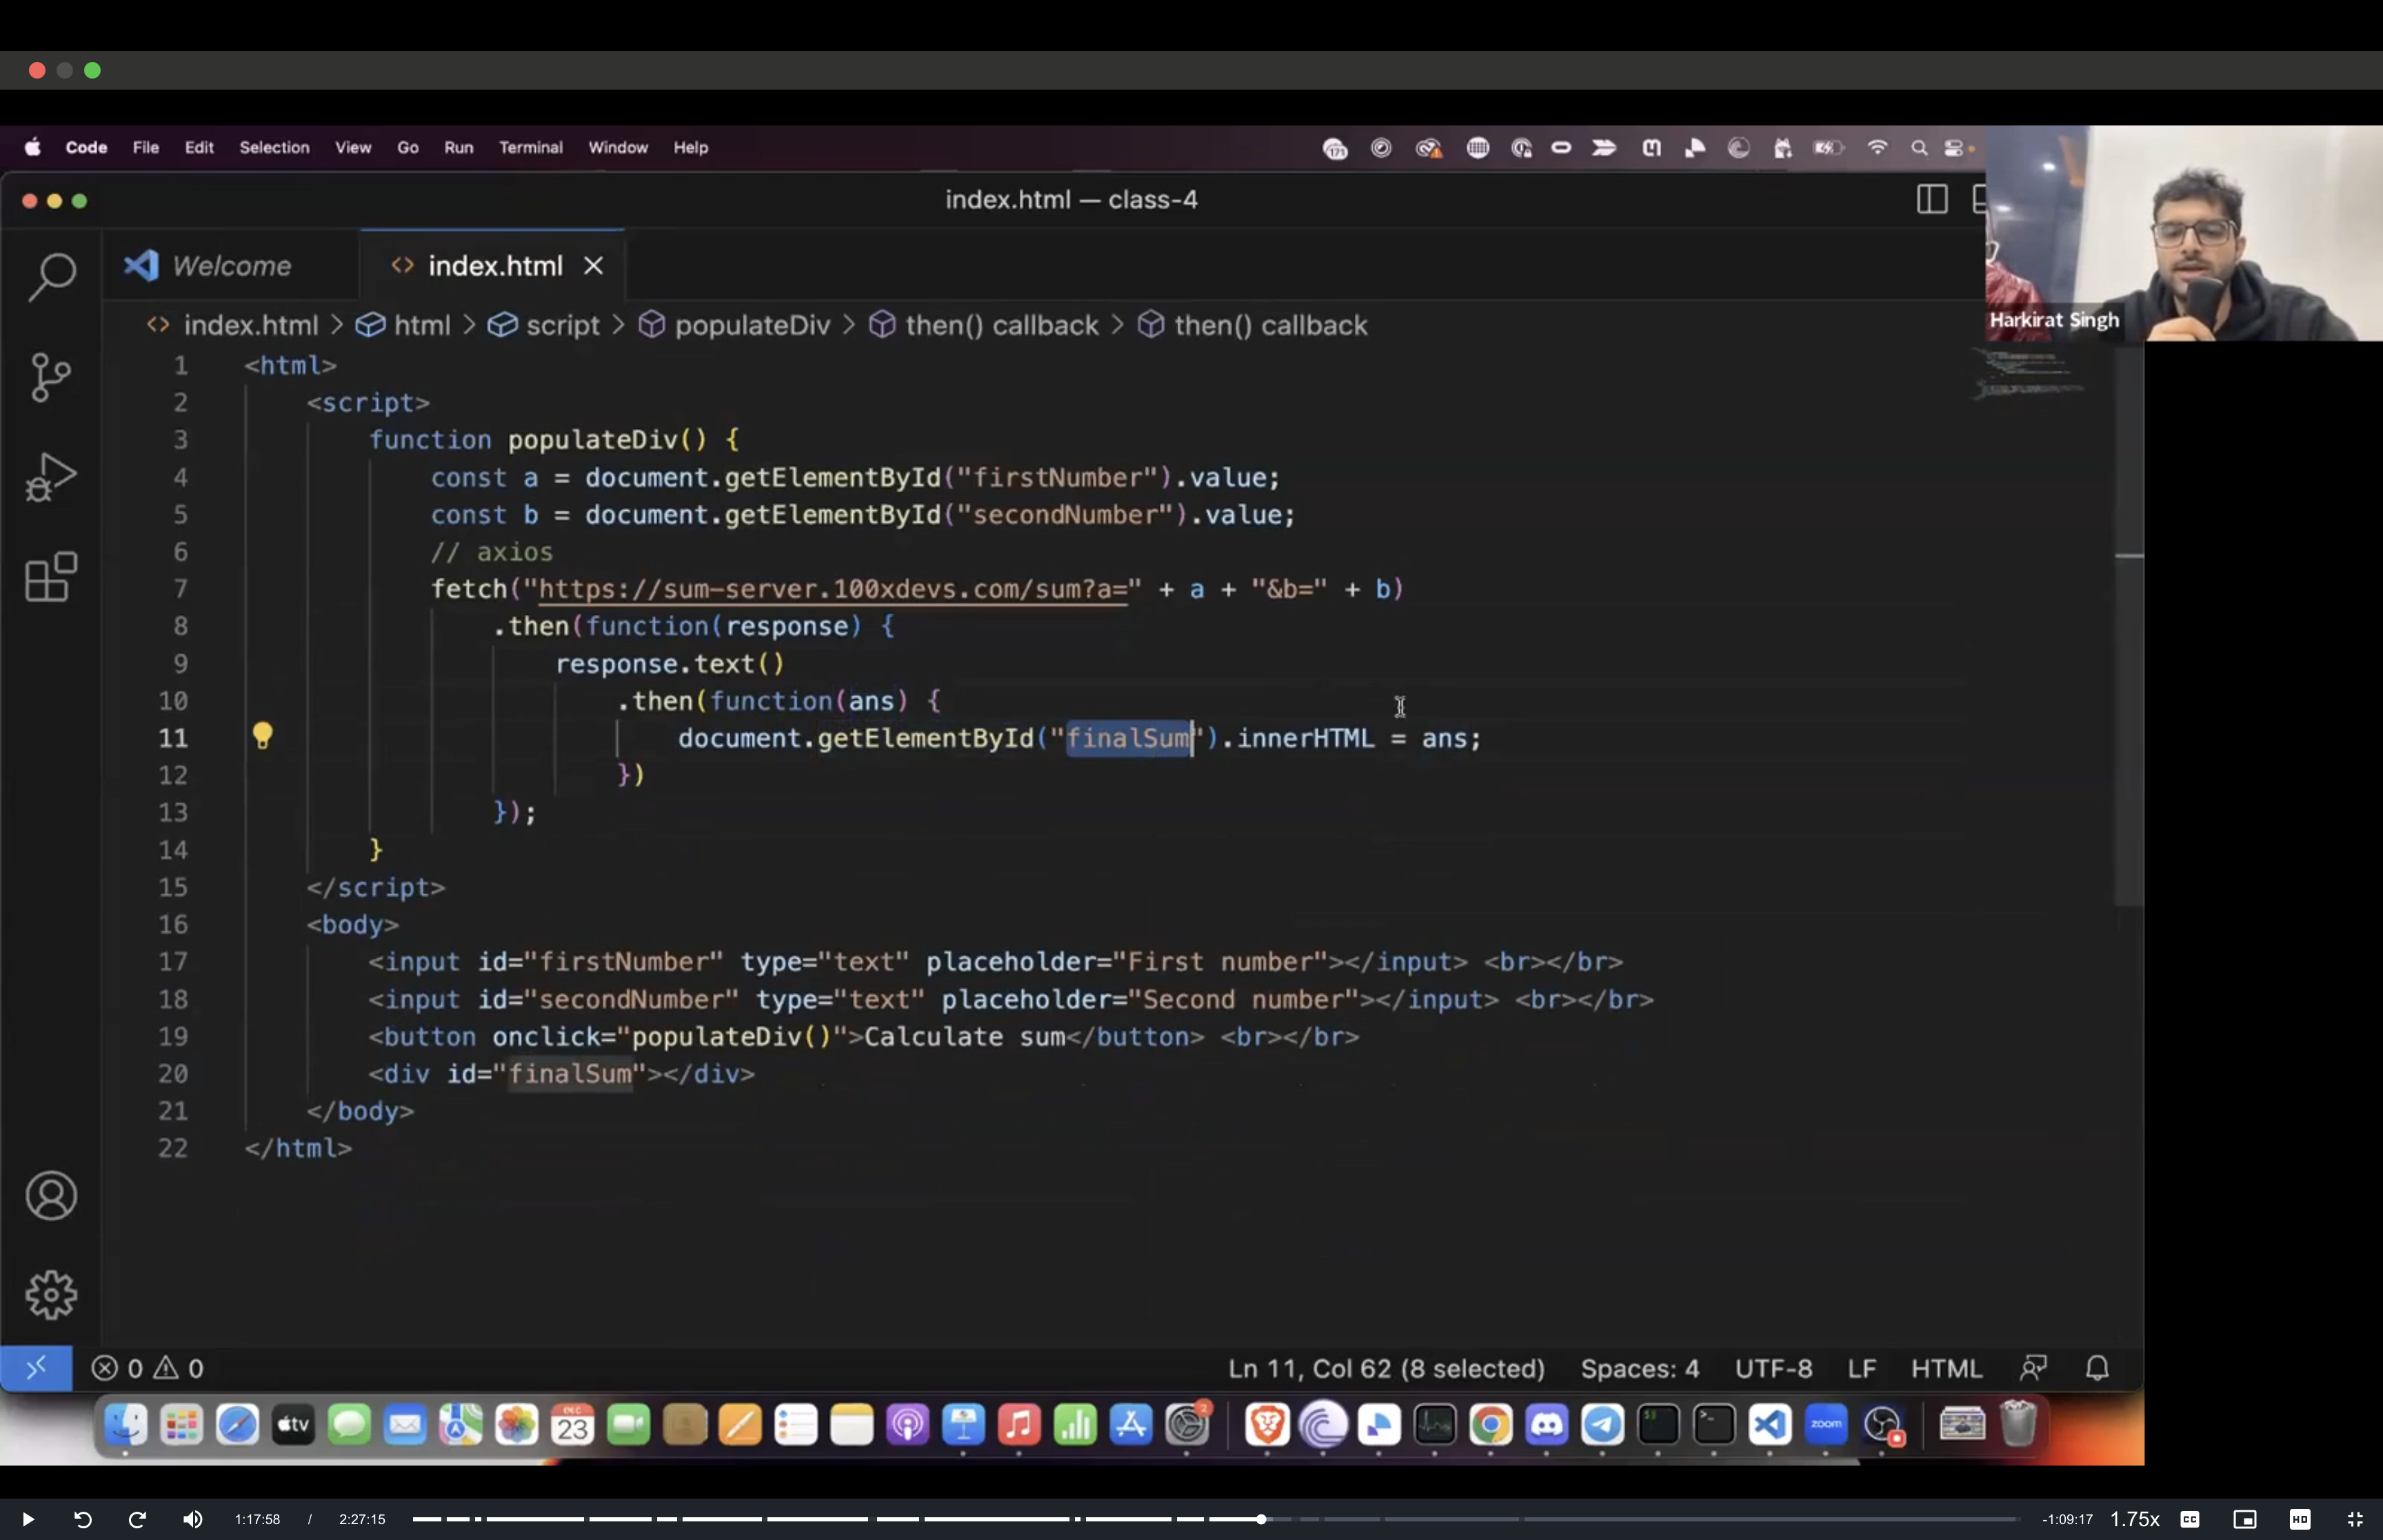 Code File Edit Selection View Go Run Terminal Window Help
171
index.html — class-4
Welcome
index.html
Harkirat Singh
index.html > html > script > populateDiv > then() callback > then() callback
1 <html>
2 <script>
3 function populateDiv() {
4 const a = document.getElementById("firstNumber").value;
5 const b = document.getElementById("secondNumber").value;
6 // axios
7 fetch("https://sum-server.100xdevs.com/sum?a=" + a + "&b=" + b)
8 .then(function(response) {
9 response.text()
10 .then(function(ans) {
11 document.getElementById("finalSum").innerHTML = ans;
12 })
13 });
14 }
15 </script>
16 <body>
17 <input id="firstNumber" type="text" placeholder="First number"></input> <br></br>
18 <input id="secondNumber" type="text" placeholder="Second number"></input> <br></br>
19 <button onclick="populateDiv()">Calculate sum</button> <br></br>
20 <div id="finalSum"></div>
21 </body>
22 </html>
0 0 Ln 11, Col 62 (8 selected) Spaces: 4 UTF-8 LF HTML
tv DEC 23 2 zoom
1:17:58 / 2:27:15 -1:09:17 1.75x CC HD